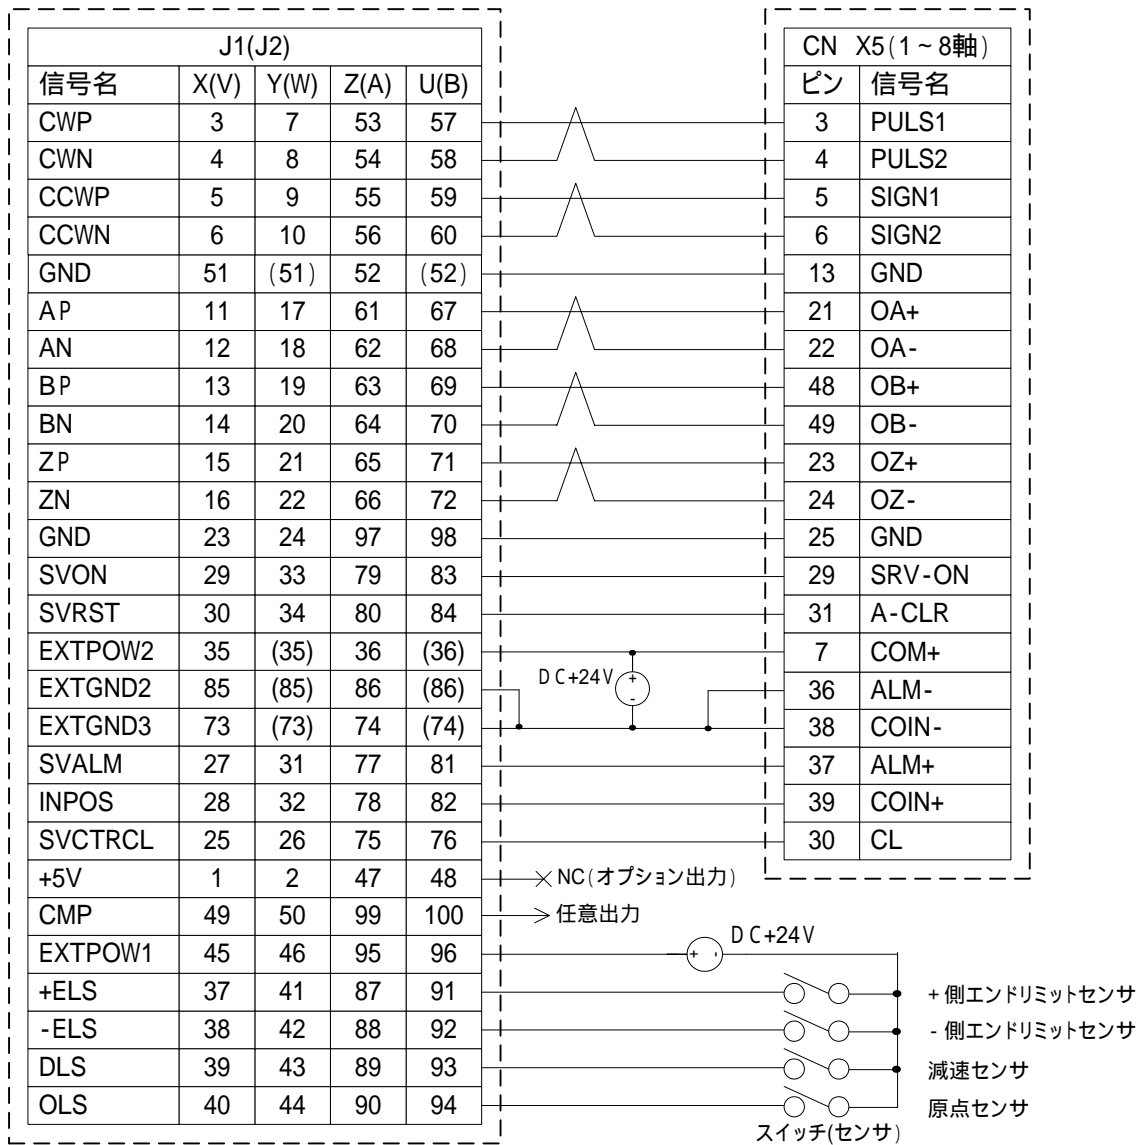 J1(J2) CN X5(1～8軸)
信号名 X(V) Y(W) Z(A) U(B) ピン 信号名
CWP 3 7 53 57 3 PULS1
CWN 4 8 54 58 4 PULS2
CCWP 5 9 55 59 5 SIGN1
CCWN 6 10 56 60 6 SIGN2
GND 51 (51) 52 (52) 13 GND
AP 11 17 61 67 21 OA+
AN 12 18 62 68 22 OA-
BP 13 19 63 69 48 OB+
BN 14 20 64 70 49 OB-
ZP 15 21 65 71 23 OZ+
ZN 16 22 66 72 24 OZ-
GND 23 24 97 98 25 GND
SVON 29 33 79 83 29 SRV-ON
SVRST 30 34 80 84 31 A-CLR
EXTPOW2 35 (35) 36 (36) 7 COM+
EXTGND2 85 (85) 86 (86) DC+24V + - 36 ALM-
EXTGND3 73 (73) 74 (74) 38 COIN-
SVALM 27 31 77 81 37 ALM+
INPOS 28 32 78 82 39 COIN+
SVCTRCL 25 26 75 76 30 CL
+5V 1 2 47 48 NC(オプション出力)
CMP 49 50 99 100 任意出力
DC+24V
EXTPOW1 45 46 95 96 + -
+ELS 37 41 87 91 +側エンドリミットセンサ
-ELS 38 42 88 92 -側エンドリミットセンサ
DLS 39 43 89 93 減速センサ
OLS 40 44 90 94 原点センサ
スイッチ(センサ)